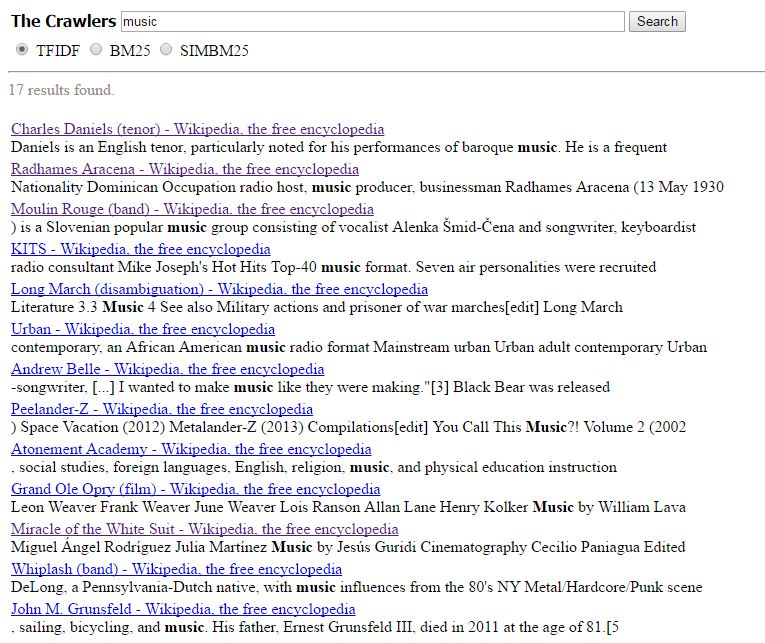 The Crawlers music Search
TFIDF BM25 SIMBM25
17 results found.
Charles Daniels (tenor) - Wikipedia, the free encyclopedia
Daniels is an English tenor, particularly noted for his performances of baroque music. He is a frequent
Radhames Aracena - Wikipedia, the free encyclopedia
Nationality Dominican Occupation radio host, music producer, businessman Radhames Aracena (13 May 1930
Moulin Rouge (band) - Wikipedia, the free encyclopedia
) is a Slovenian popular music group consisting of vocalist Alenka Šmid-Čena and songwriter, keyboardist
KITS - Wikipedia, the free encyclopedia
radio consultant Mike Joseph's Hot Hits Top-40 music format. Seven air personalities were recruited
Long March (disambiguation) - Wikipedia, the free encyclopedia
Literature 3.3 Music 4 See also Military actions and prisoner of war marches[edit] Long March
Urban - Wikipedia, the free encyclopedia
contemporary, an African American music radio format Mainstream urban Urban adult contemporary Urban
Andrew Belle - Wikipedia, the free encyclopedia
-songwriter, [...] I wanted to make music like they were making."[3] Black Bear was released
Peelander-Z - Wikipedia, the free encyclopedia
) Space Vacation (2012) Metalander-Z (2013) Compilations[edit] You Call This Music?! Volume 2 (2002
Atonement Academy - Wikipedia, the free encyclopedia
, social studies, foreign languages, English, religion, music, and physical education instruction
Grand Ole Opry (film) - Wikipedia, the free encyclopedia
Leon Weaver Frank Weaver June Weaver Lois Ranson Allan Lane Henry Kolker Music by William Lava
Miracle of the White Suit - Wikipedia, the free encyclopedia
Miguel Ángel Rodríguez Julia Martínez Music by Jesús Guridi Cinematography Cecilio Paniagua Edited
Whiplash (band) - Wikipedia, the free encyclopedia
DeLong, a Pennsylvania-Dutch native, with music influences from the 80's NY Metal/Hardcore/Punk scene
John M. Grunsfeld - Wikipedia, the free encyclopedia
, sailing, bicycling, and music. His father, Ernest Grunsfeld III, died in 2011 at the age of 81.[5